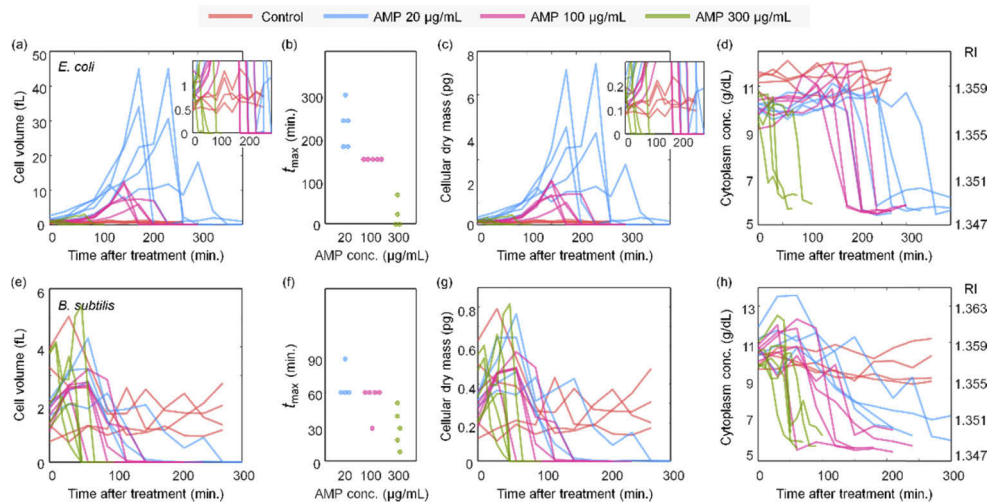 Control AMP 20 µg/mL AMP 100 µg/mL AMP 300 µg/mL
(a) (b) (c) (d) RI
E. coli
Cell volume (fL)
50
40
30
20
10
0
1
0.5
0
0 100 200
0 100 200 300
Time after treatment (min.)
tmax (min.)
300
200
100
0
20 100 300
AMP conc. (µg/mL)
Cellular dry mass (pg)
8
6
4
2
0
0.2
0.1
0
0 100 200
0 100 200 300
Time after treatment (min.)
Cytoplasm conc. (g/dL)
11
9
7
5
0 100 200 300
Time after treatment (min.)
1.359
1.355
1.351
1.347
(e) (f) (g) (h) RI
B. subtilis
Cell volume (fL)
6
4
2
0
0 100 200 300
Time after treatment (min.)
tmax (min.)
90
60
30
0
20 100 300
AMP conc. (µg/mL)
Cellular dry mass (pg)
0.8
0.6
0.4
0.2
0
0 100 200 300
Time after treatment (min.)
Cytoplasm conc. (g/dL)
13
11
9
7
5
0 100 200 300
Time after treatment (min.)
1.363
1.359
1.355
1.351
1.347